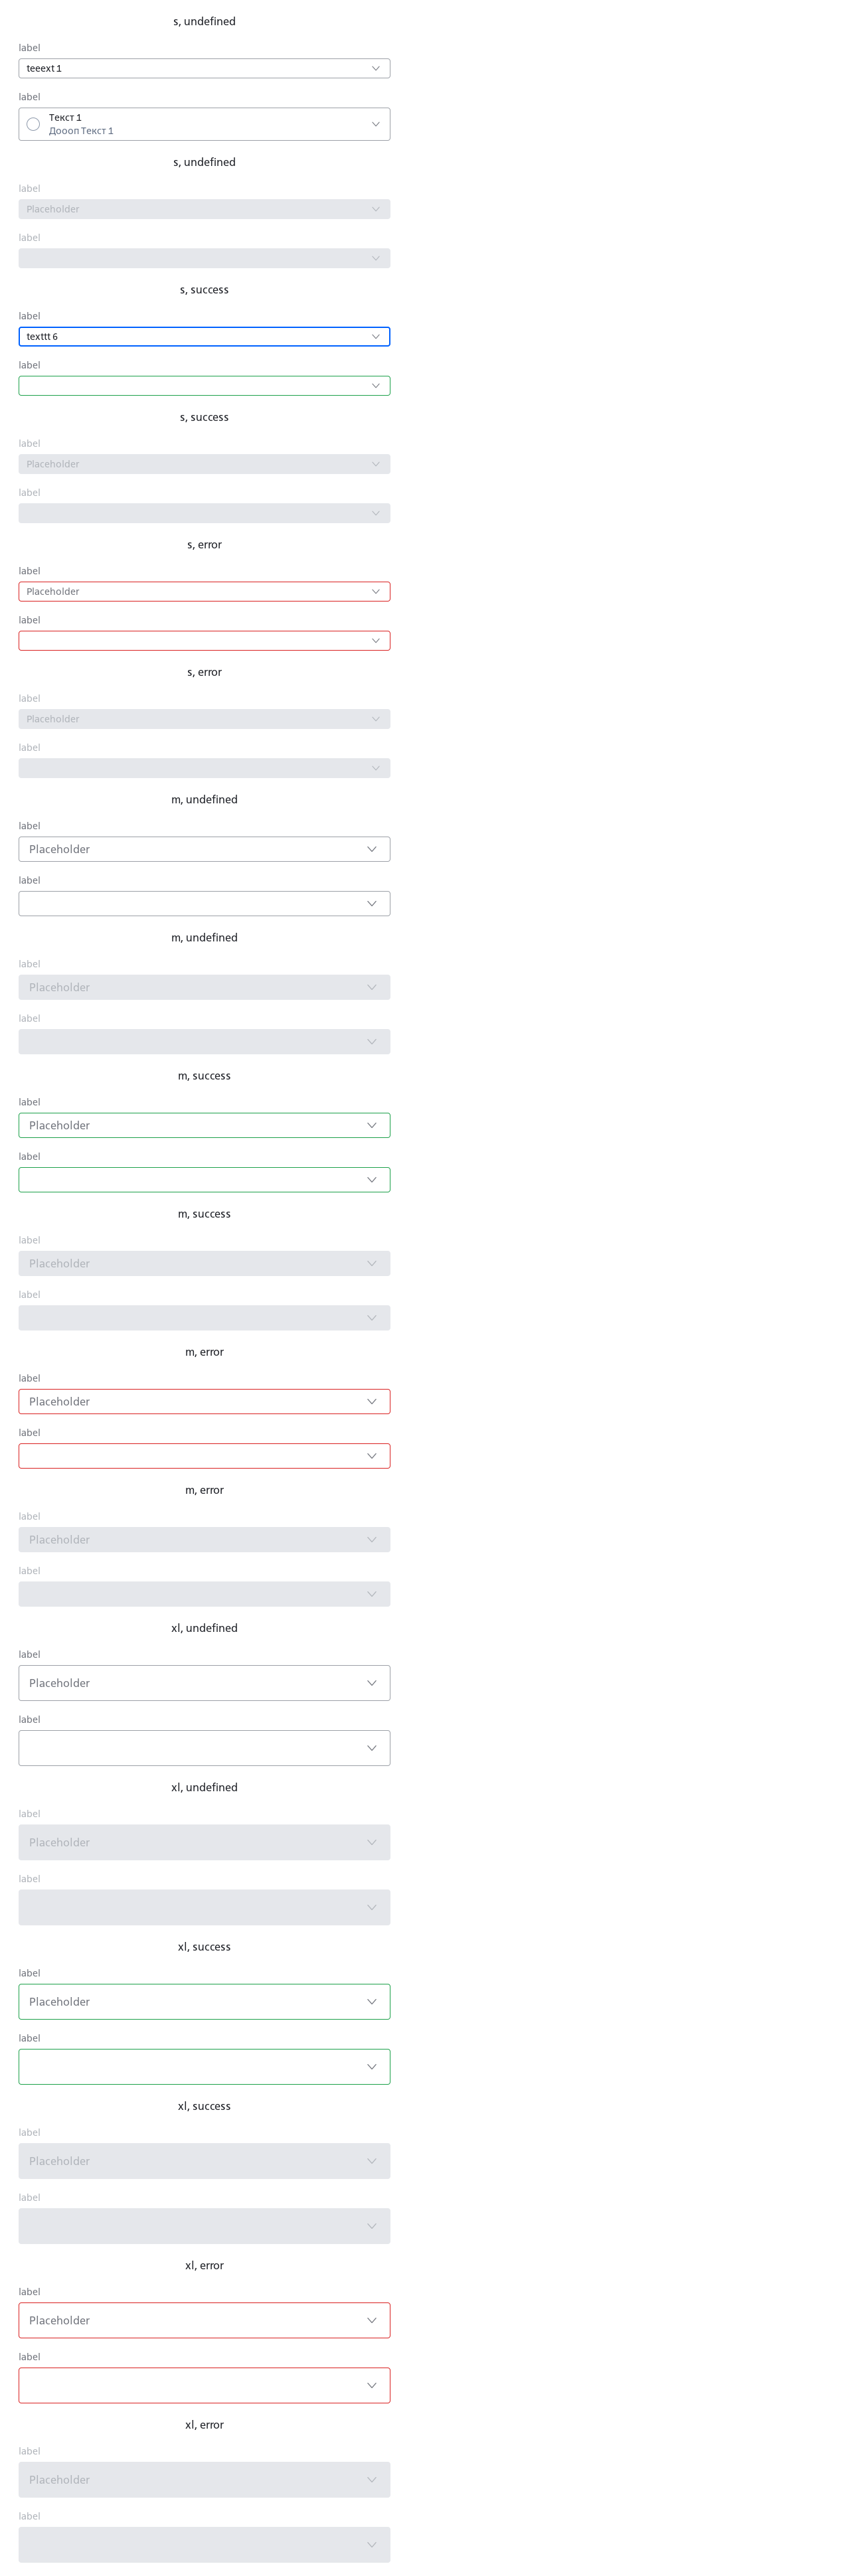 s, undefined
label
teeext 1
label
Текст 1
Дооол Текст 1
s, undefined
label
Placeholder
label
s, success
label
texttt 6
label
s, success
label
Placeholder
label
s, error
label
Placeholder
label
s, error
label
Placeholder
label
m, undefined
label
Placeholder
label
m, undefined
label
Placeholder
label
m, success
label
Placeholder
label
m, success
label
Placeholder
label
m, error
label
Placeholder
label
m, error
label
Placeholder
label
xl, undefined
label
Placeholder
label
xl, undefined
label
Placeholder
label
xl, success
label
Placeholder
label
xl, success
label
Placeholder
label
xl, error
label
Placeholder
label
xl, error
label
Placeholder
label